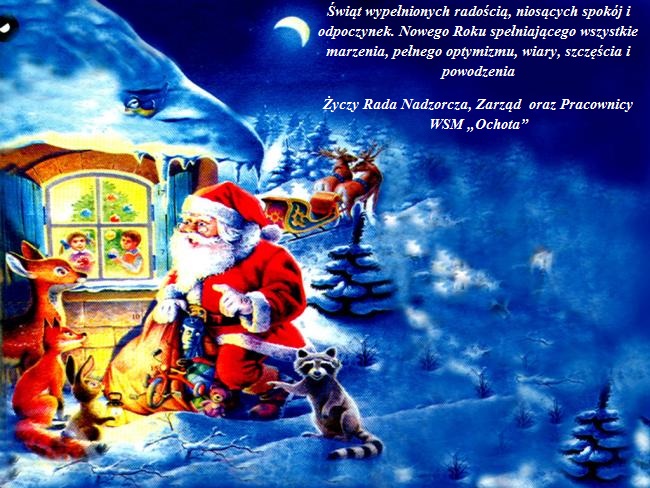 Świąt wypełnionych radością, niosących spokój i
odpoczynek. Nowego Roku spełniającego wszystkie
marzenia, pełnego optymizmu, wiary, szczęścia i
powodzenia
Życzy Rada Nadzorcza, Zarząd oraz Pracownicy
WSM „Ochota”